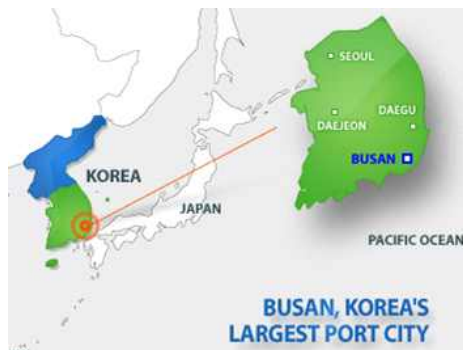 SEOUL
DAEGU
DAEJEON
BUSAN
KOREA
JAPAN
PACIFIC OCEAN
BUSAN, KOREA'S
LARGEST PORT CITY